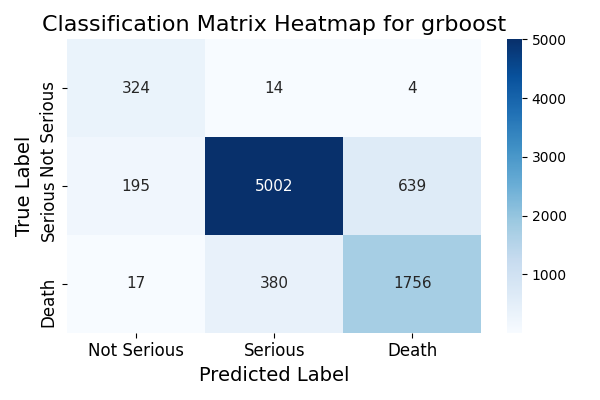 Classification Matrix Heatmap for grboost
True Label
Not Serious
324
14
4
Serious
195
5002
639
Death
17
380
1756
Not Serious
Serious
Death
Predicted Label
5000
4000
3000
2000
1000